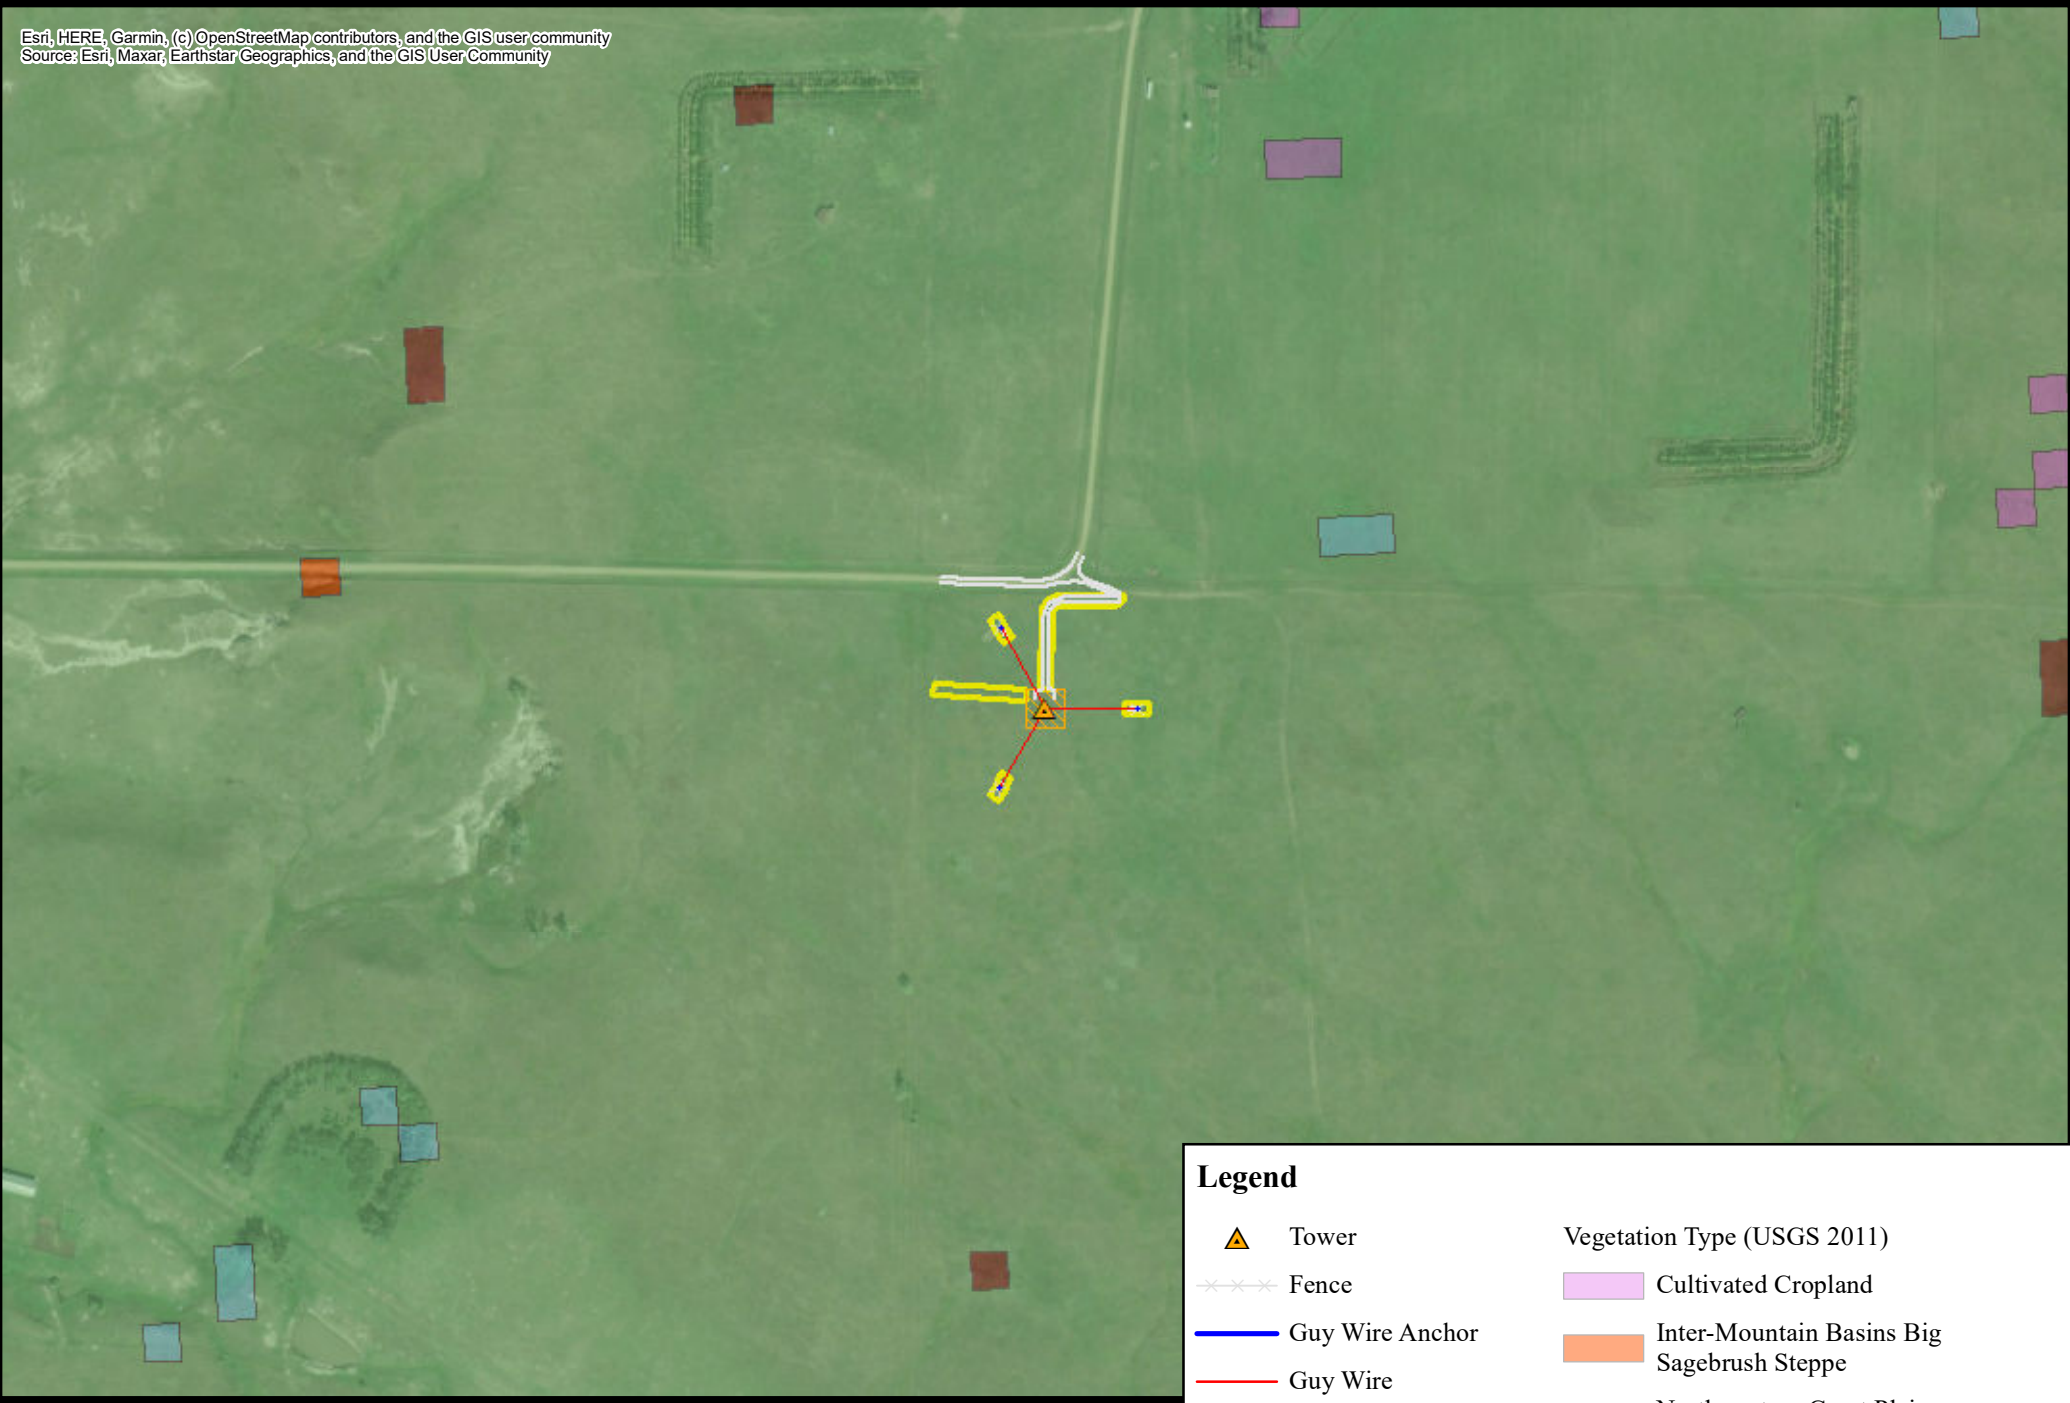 Esri, HERE, Garmin, (c) OpenStreetMap contributors, and the GIS user community
Source: Esri, Maxar, Earthstar Geographics, and the GIS User Community
Legend
Tower
Fence
Guy Wire Anchor
Guy Wire
Vegetation Type (USGS 2011)
Cultivated Cropland
Inter-Mountain Basins Big
Sagebrush Steppe